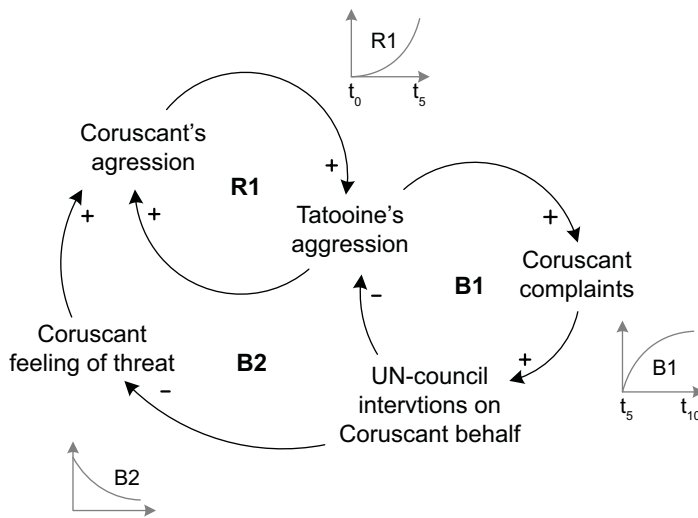 R1
t0
t5
Coruscant's
agression
+
R1
+
+
Tatooine's
aggression
+
Coruscant
complaints
B1
–
+
Coruscant
feeling of threat
B2
–
UN-council
intervtions on
Coruscant behalf
B1
t5
t10
B2